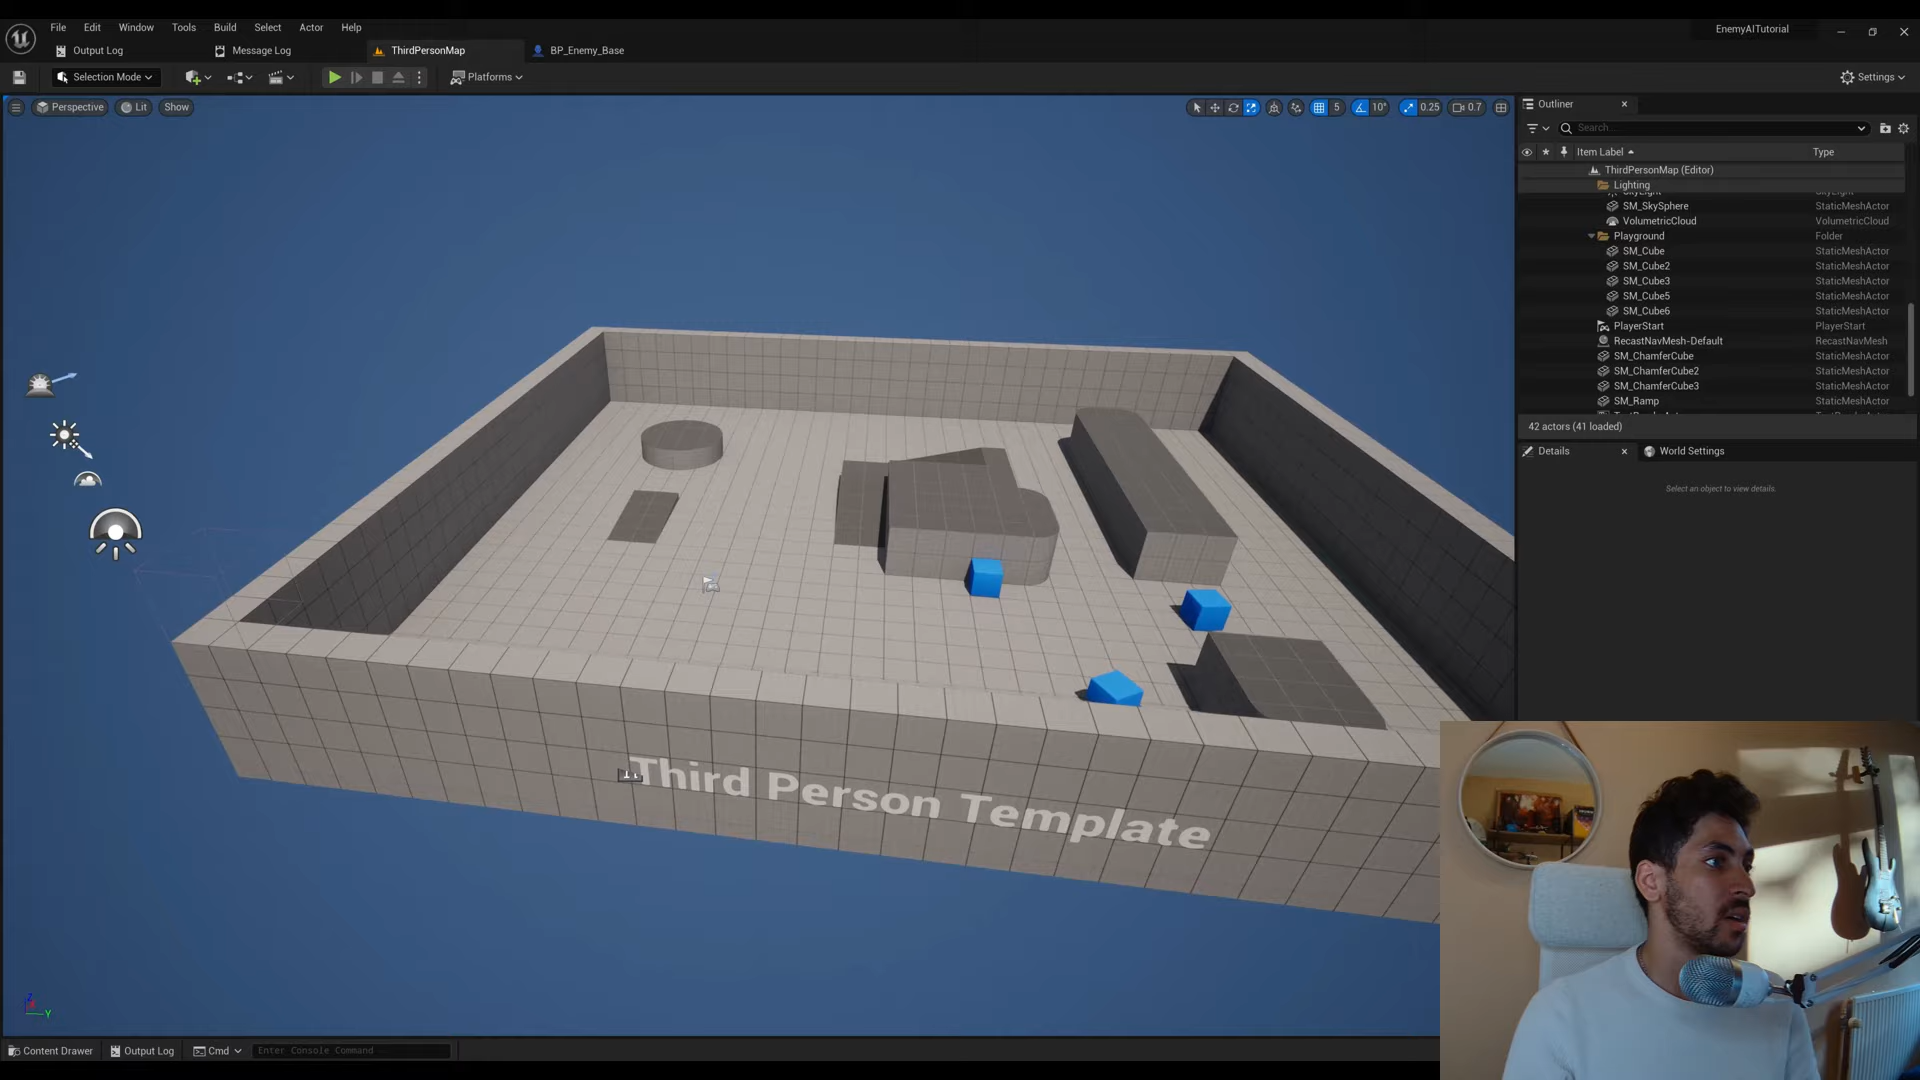 File Edit Window Tools Build Select Actor Help
EnemyAITutorial
Output Log Message Log ThirdPersonMap BP_Enemy_Base
Selection Mode Platforms Settings
Perspective Lit Show 5 10° 0.25 0.7
Outliner
Search...
Item Label Type
ThirdPersonMap (Editor)
Lighting
SkyLight SkyLight
SM_SkySphere StaticMeshActor
VolumetricCloud VolumetricCloud
Playground Folder
SM_Cube StaticMeshActor
SM_Cube2 StaticMeshActor
SM_Cube3 StaticMeshActor
SM_Cube5 StaticMeshActor
SM_Cube6 StaticMeshActor
PlayerStart PlayerStart
RecastNavMesh-Default RecastNavMesh
SM_ChamferCube StaticMeshActor
SM_ChamferCube2 StaticMeshActor
SM_ChamferCube3 StaticMeshActor
SM_Ramp StaticMeshActor
42 actors (41 loaded)
Details World Settings
Select an object to view details.
Third Person Template
Z
Y
Content Drawer Output Log Cmd Enter Console Command